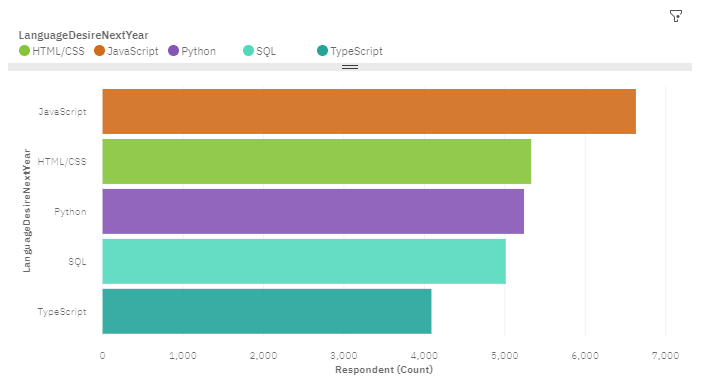 LanguageDesireNextYear
HTML/CSS JavaScript Python SQL TypeScript
LanguageDesireNextYear
JavaScript
HTML/CSS
Python
SQL
TypeScript
0 1,000 2,000 3,000 4,000 5,000 6,000 7,000
Respondent (Count)